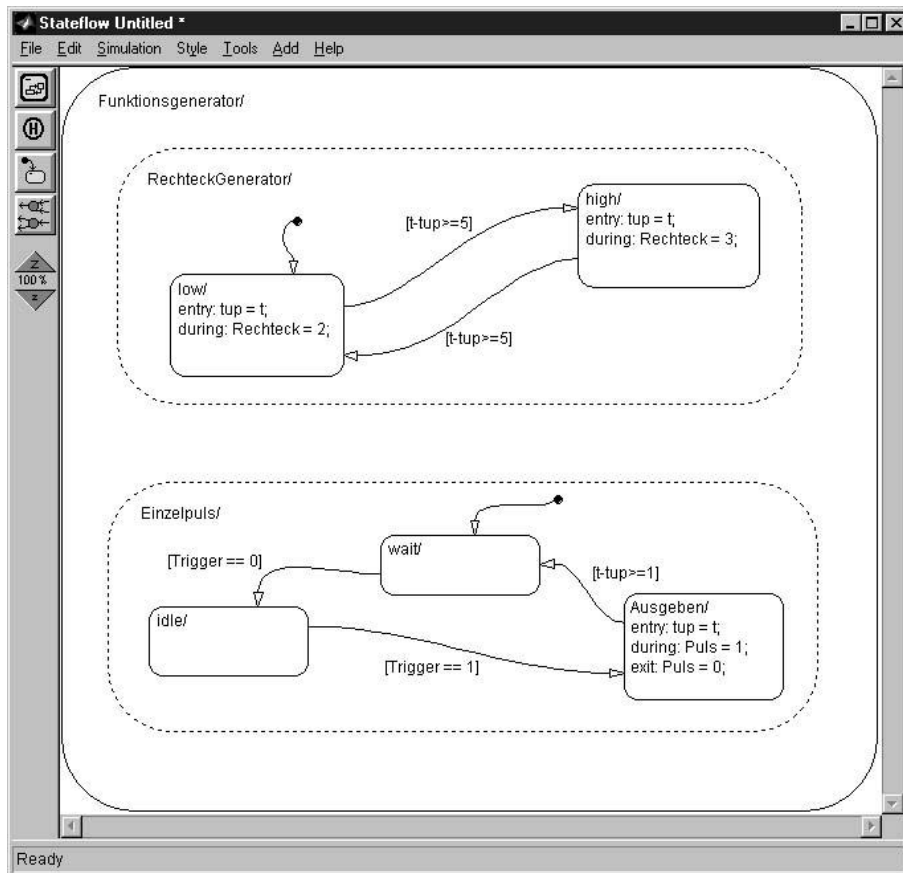 Stateflow Untitled *
File Edit Simulation Style Tools Add Help
Funktionsgenerator/
RechteckGenerator/
high/
entry: tup = t;
during: Rechteck = 3;
[t-tup>=5]
low/
entry: tup = t;
during: Rechteck = 2;
[t-tup>=5]
Z
100 %
z
H
Einzelpuls/
wait/
[Trigger == 0]
[t-tup>=1]
Ausgeben/
entry: tup = t;
during: Puls = 1;
exit: Puls = 0;
idle/
[Trigger == 1]
Ready